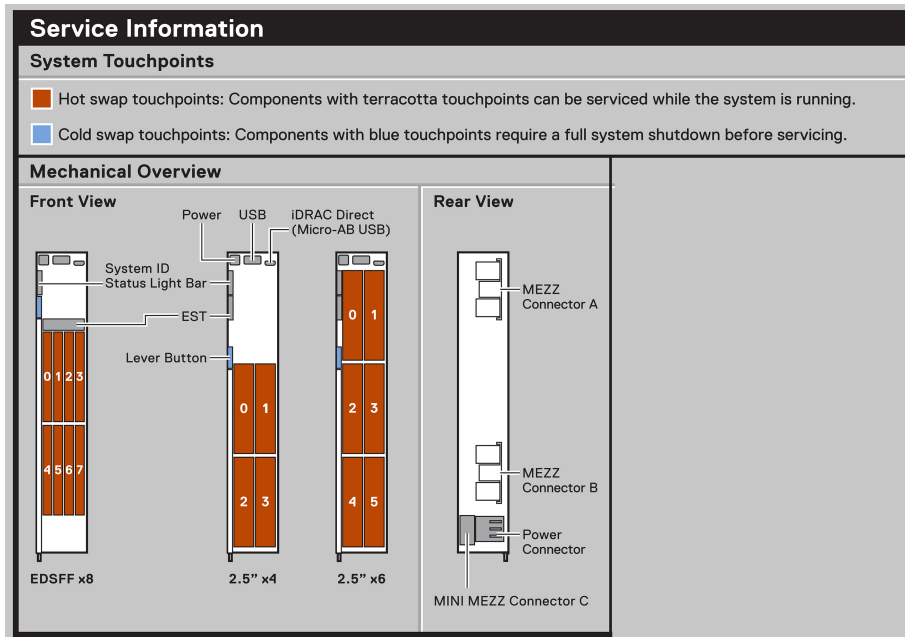 Service Information
System Touchpoints
Hot swap touchpoints: Components with terracotta touchpoints can be serviced while the system is running.
Cold swap touchpoints: Components with blue touchpoints require a full system shutdown before servicing.
Mechanical Overview
Front View
Power
USB
iDRAC Direct
(Micro-AB USB)
System ID
Status Light Bar
EST
Lever Button
0 1 2 3
4 5 6 7
EDSFF x8
0 1
2 3
2.5” x4
0 1
2 3
4 5
2.5” x6
Rear View
MEZZ
Connector A
MEZZ
Connector B
Power
Connector
MINI MEZZ Connector C